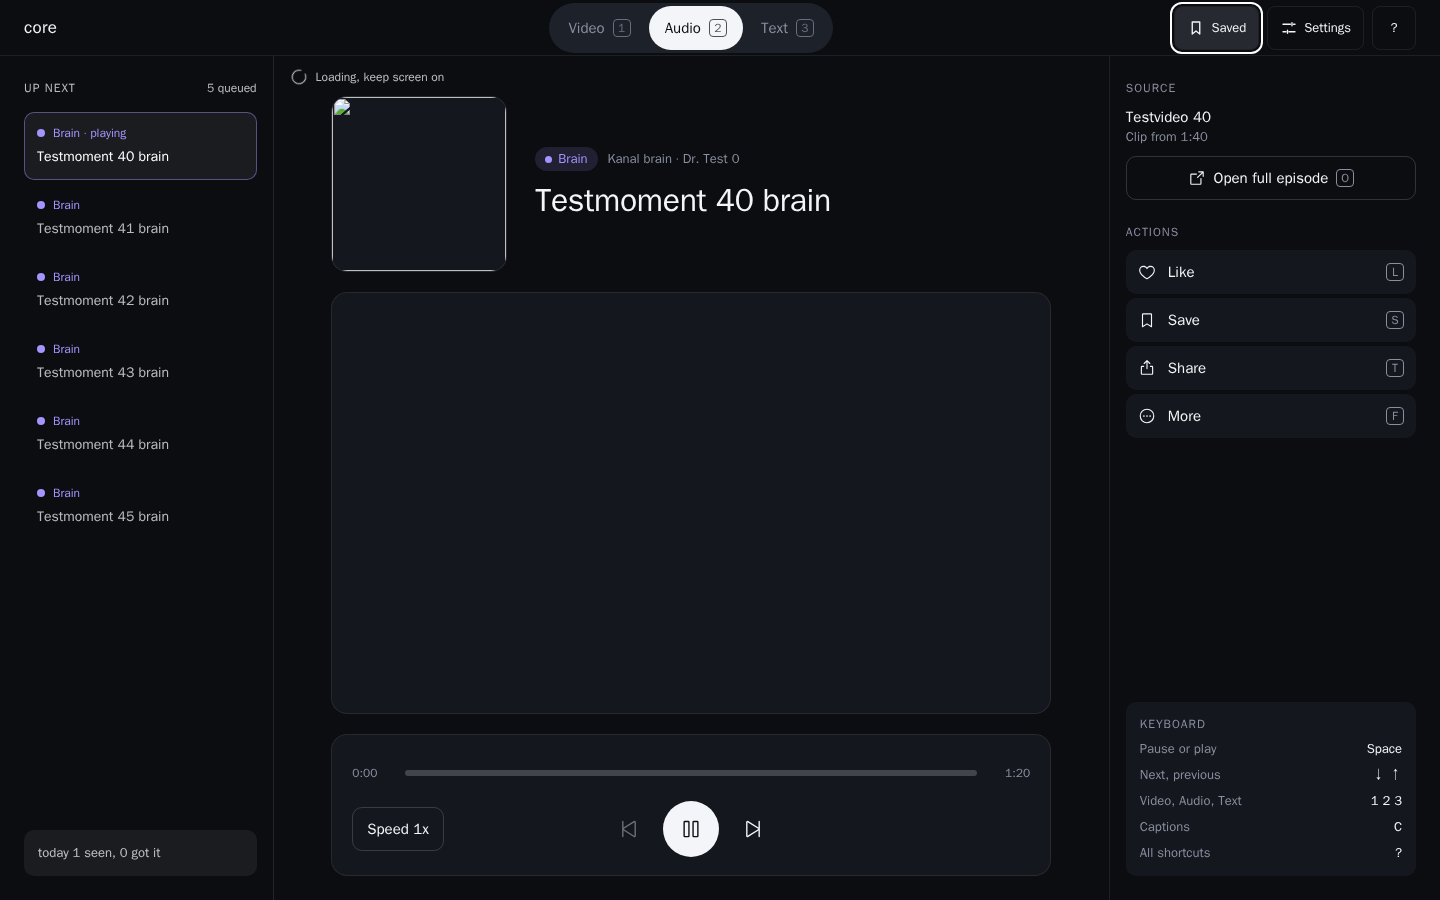 core
Video 1 Audio 2 Text 3
Saved Settings ?
UP NEXT 5 queued
Brain · playing
Testmoment 40 brain
Brain
Testmoment 41 brain
Brain
Testmoment 42 brain
Brain
Testmoment 43 brain
Brain
Testmoment 44 brain
Brain
Testmoment 45 brain
today 1 seen, 0 got it
Loading, keep screen on
Brain Kanal brain · Dr. Test 0
Testmoment 40 brain
0:00 1:20
Speed 1x
SOURCE
Testvideo 40
Clip from 1:40
Open full episode O
ACTIONS
Like L
Save S
Share T
More F
KEYBOARD
Pause or play Space
Next, previous ↓ ↑
Video, Audio, Text 1 2 3
Captions C
All shortcuts ?